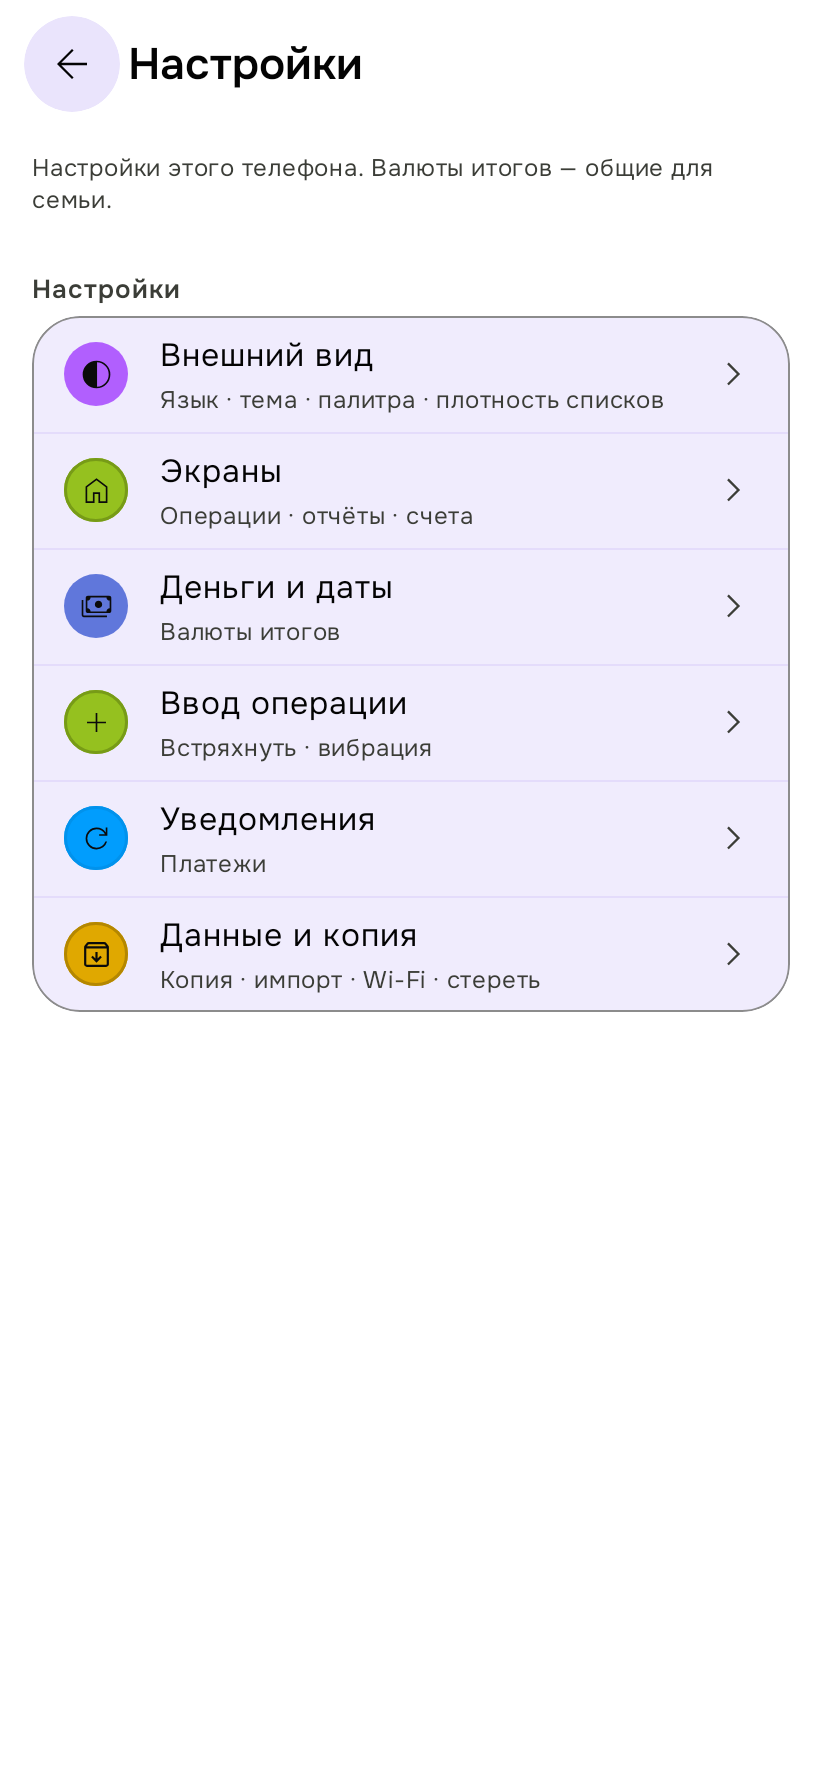 Настройки
Настройки этого телефона. Валюты итогов — общие для
семьи.
Настройки
Внешний вид
Язык · тема · палитра · плотность списков
Экраны
Операции · отчёты · счета
Деньги и даты
Валюты итогов
Ввод операции
Встряхнуть · вибрация
Уведомления
Платежи
Данные и копия
Копия · импорт · Wi-Fi · стереть